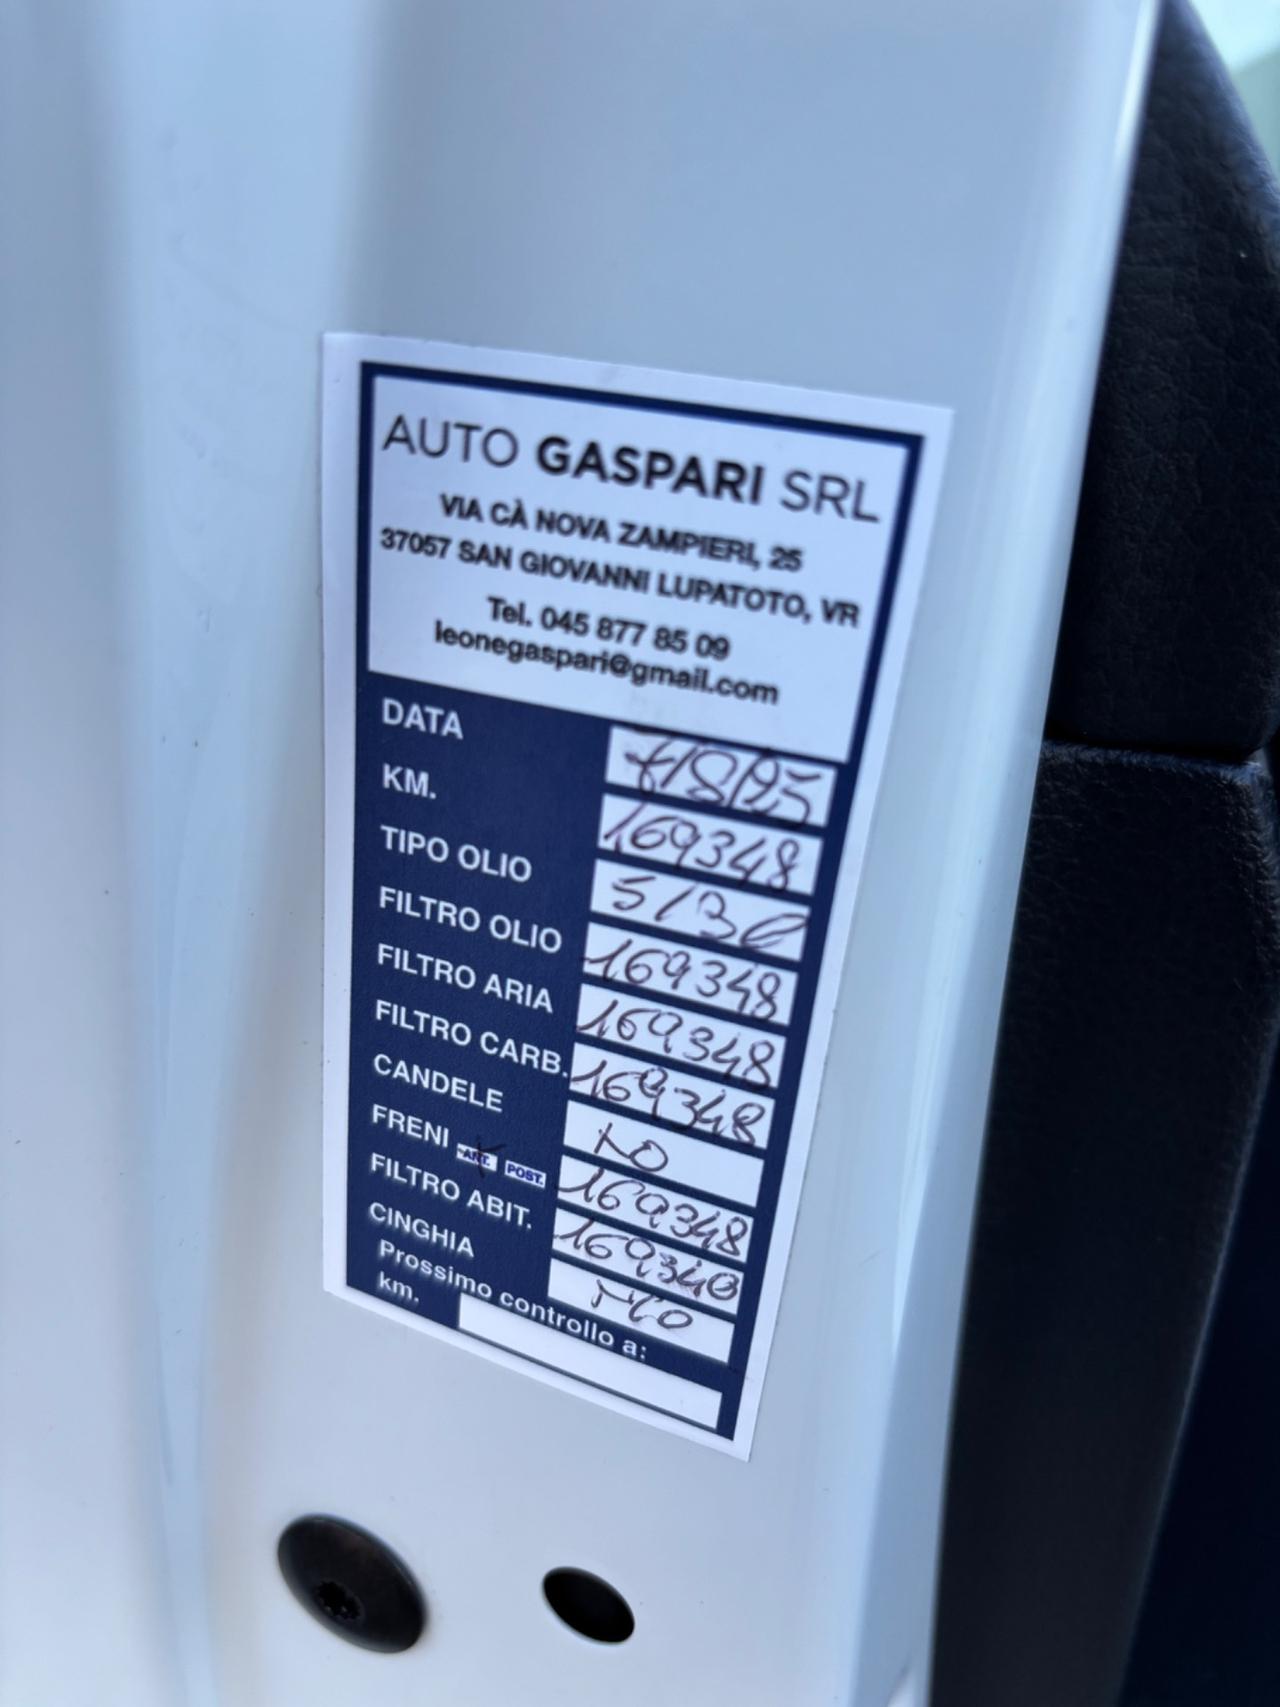 AUTO GASPARI SRL
VIA CÀ NOVA ZAMPIERI, 25
37057 SAN GIOVANNI LUPATOTO, VR
Tel. 045 877 85 09
leonegaspari@gmail.com
DATA 7/8/25
KM. 169348
TIPO OLIO 5/30
FILTRO OLIO 169348
FILTRO ARIA 169348
FILTRO CARB. 169348
CANDELE NO
FRENI ANT. POST. 169348
FILTRO ABIT. 169348
CINGHIA NO
Prossimo controllo a:
km.